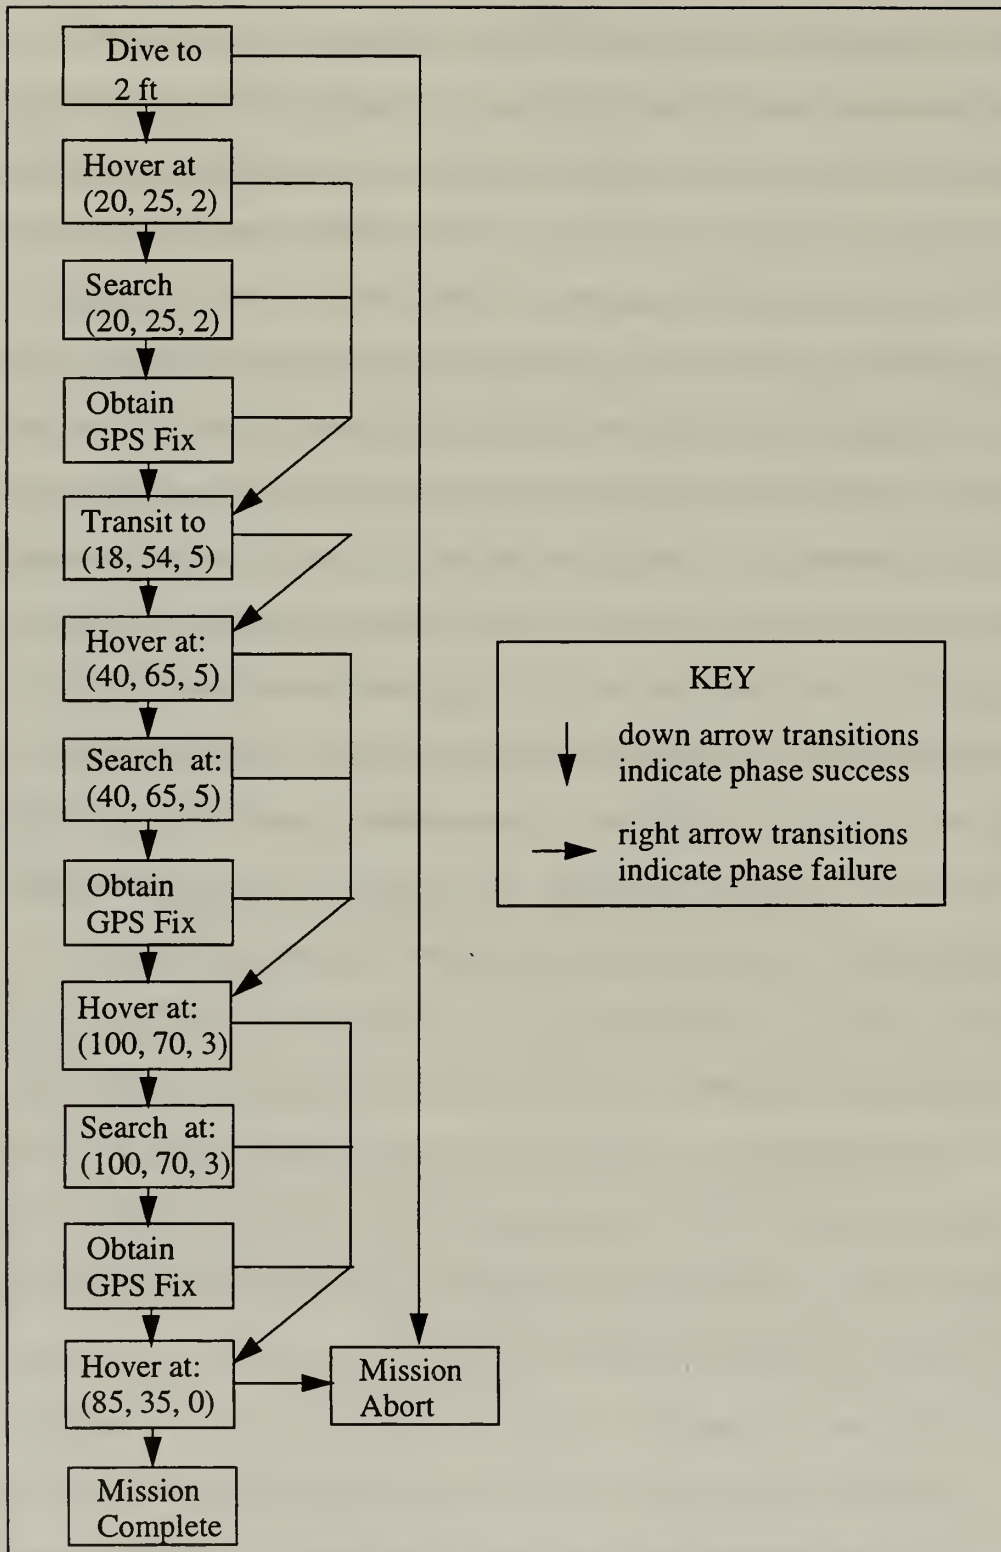 Dive to
2 ft
Hover at
(20, 25, 2)
Search
(20, 25, 2)
Obtain
GPS Fix
Transit to
(18, 54, 5)
Hover at:
(40, 65, 5)
Search at:
(40, 65, 5)
Obtain
GPS Fix
Hover at:
(100, 70, 3)
Search at:
(100, 70, 3)
Obtain
GPS Fix
Hover at:
(85, 35, 0)
Mission
Abort
Mission
Complete
KEY
down arrow transitions
indicate phase success
right arrow transitions
indicate phase failure